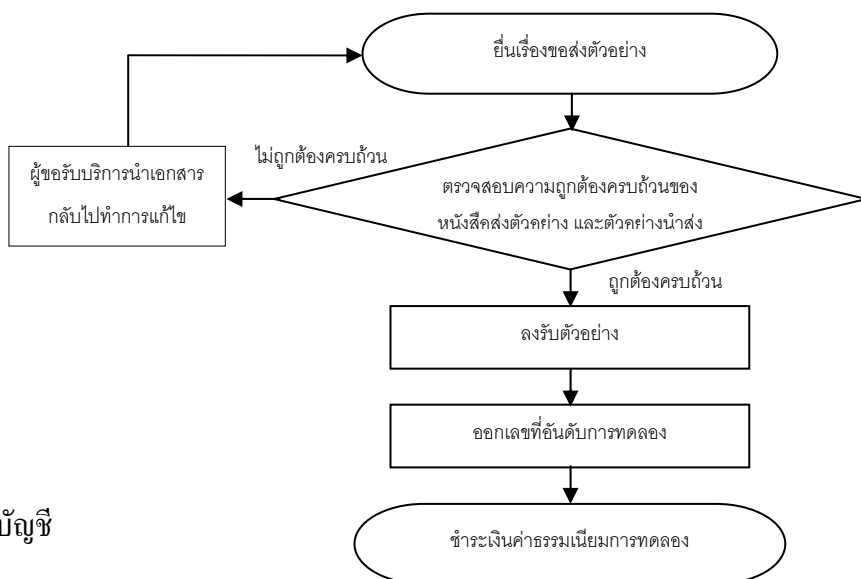 ยื่นเรื่องขอส่งตัวอย่าง
ไม่ถูกต้องครบถ้วน
ผู้ขอรับบริการนำเอกสาร
กลับไปทำการแก้ไข
ตรวจสอบความถูกต้องครบถ้วนของ
หนังสือส่งตัวอย่าง และตัวอย่างนำส่ง
ถูกต้องครบถ้วน
ลงรับตัวอย่าง
ออกเลขที่อันดับการทดลอง
บัญชี
ชำระเงินค่าธรรมเนียมการทดลอง